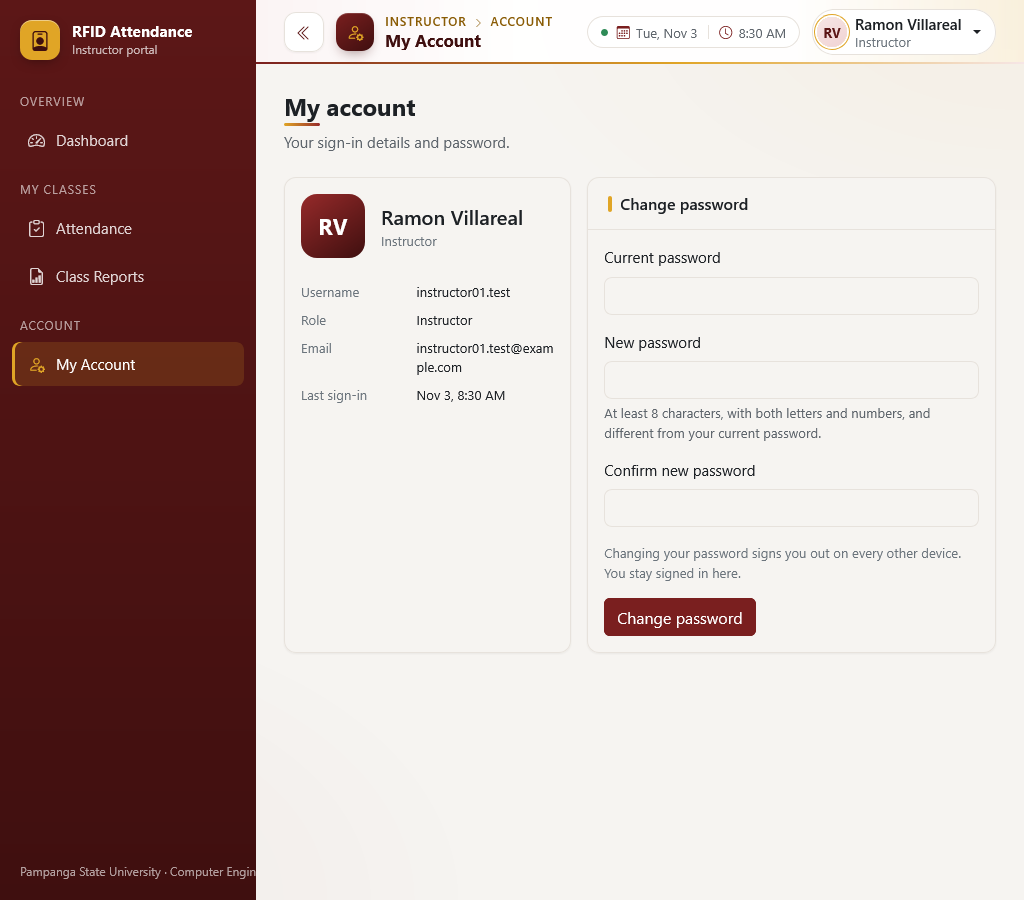 RFID Attendance
Instructor portal
OVERVIEW
Dashboard
MY CLASSES
Attendance
Class Reports
ACCOUNT
My Account
Pampanga State University · Computer Engin
INSTRUCTOR > ACCOUNT
My Account
Tue, Nov 3
8:30 AM
RV
Ramon Villareal
Instructor
My account
Your sign-in details and password.
RV
Ramon Villareal
Instructor
Username instructor01.test
Role Instructor
Email instructor01.test@exam
ple.com
Last sign-in Nov 3, 8:30 AM
Change password
Current password
New password
At least 8 characters, with both letters and numbers, and
different from your current password.
Confirm new password
Changing your password signs you out on every other device.
You stay signed in here.
Change password